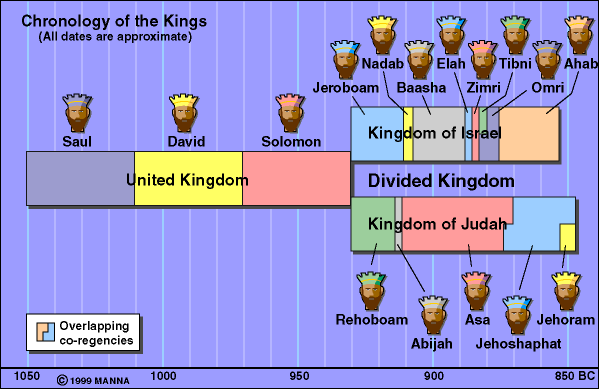 Chronology of the Kings
(All dates are approximate)
Nadab
Elah
Tibni
Ahab
Jeroboam
Baasha
Zimri
Omri
Saul
David
Solomon
Kingdom of Israel
United Kingdom
Divided Kingdom
Kingdom of Judah
Rehoboam
Asa
Jehoram
Abijah
Jehoshaphat
Overlapping
co-regencies
1050
1000
950
900
850 BC
© 1999 MANNA